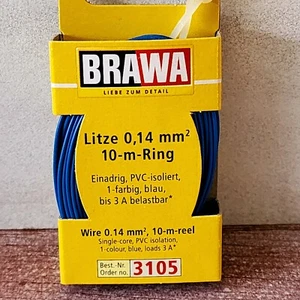 BRAWA
LIEBE ZUM DETAIL
Litze 0,14 mm²
10-m-Ring
Einadrig, PVC-isoliert,
1-farbig, blau,
bis 3 A belastbar*
Wire 0.14 mm², 10-m-reel
Single-core, PVC isolation,
1-colour, blue, loads 3 A*
Best.-Nr.
Order no. 3105